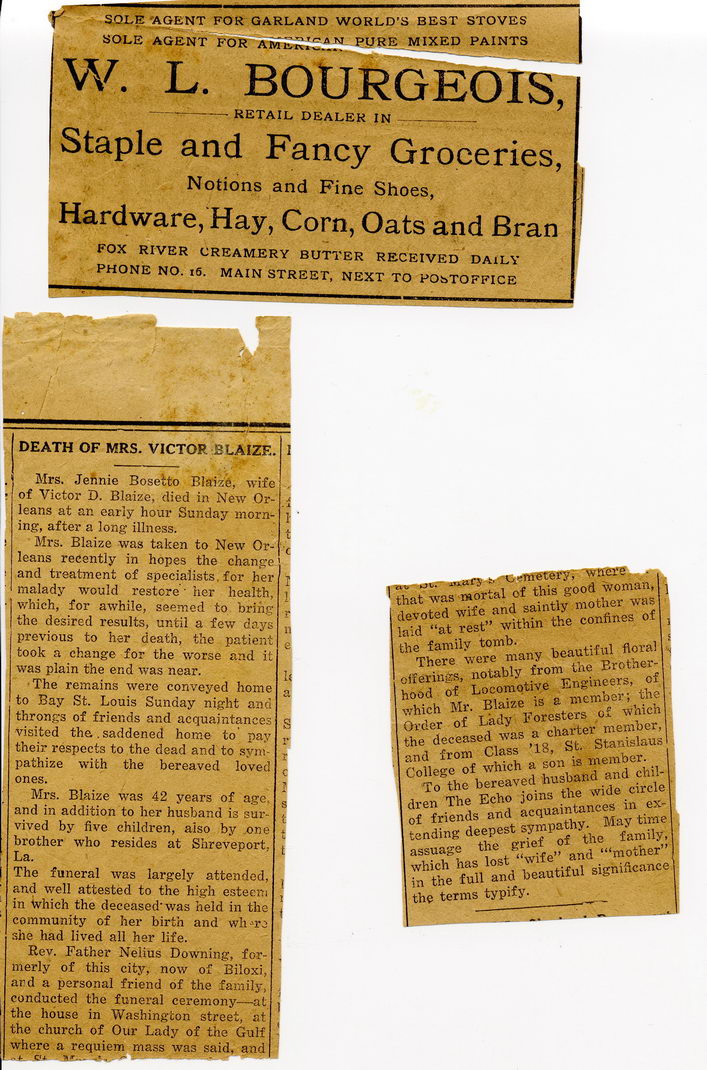 SOLE AGENT FOR GARLAND WORLD'S BEST STOVES
SOLE AGENT FOR AMERICAN PURE MIXED PAINTS
W. L. BOURGEOIS,
RETAIL DEALER IN
Staple and Fancy Groceries,
Notions and Fine Shoes,
Hardware, Hay, Corn, Oats and Bran
FOX RIVER CREAMERY BUTTER RECEIVED DAILY
PHONE NO. 16. MAIN STREET, NEXT TO POSTOFFICE
DEATH OF MRS. VICTOR BLAIZE.
Mrs. Jennie Bosetto Blaize, wife
of Victor D. Blaize, died in New Or-
leans at an early hour Sunday morn-
ing, after a long illness.
Mrs. Blaize was taken to New Or-
leans recently in hopes the change
and treatment of specialists for her
malady would restore her health,
which, for awhile, seemed to bring
the desired results, until a few days
previous to her death, the patient
took a change for the worse and it
was plain the end was near.
The remains were conveyed home
to Bay St. Louis Sunday night and
throngs of friends and acquaintances
visited the saddened home to pay
their respects to the dead and to sym-
pathize with the bereaved loved
ones.
Mrs. Blaize was 42 years of age,
and in addition to her husband is sur-
vived by five children, also by one
brother who resides at Shreveport,
La.
The funeral was largely attended,
and well attested to the high esteem
in which the deceased was held in the
community of her birth and where
she had lived all her life.
Rev. Father Nelius Downing, for-
merly of this city, now of Biloxi,
and a personal friend of the family,
conducted the funeral ceremony—at
the house in Washington street, at
the church of Our Lady of the Gulf
where a requiem mass was said, and
at St. Mary's Cemetery, where
that was mortal of this good woman,
devoted wife and saintly mother was
laid "at rest" within the confines of
the family tomb.
There were many beautiful floral
offerings, notably from the Brother-
hood of Locomotive Engineers, of
which Mr. Blaize is a member; the
Order of Lady Foresters of which
the deceased was a charter member,
and from Class '18, St. Stanislaus
College of which a son is member.
To the bereaved husband and chil-
dren The Echo joins the wide circle
of friends and acquaintances in ex-
tending deepest sympathy. May time
assuage the grief of the family,
which has lost "wife" and "'mother"
in the full and beautiful significance
the terms typify.